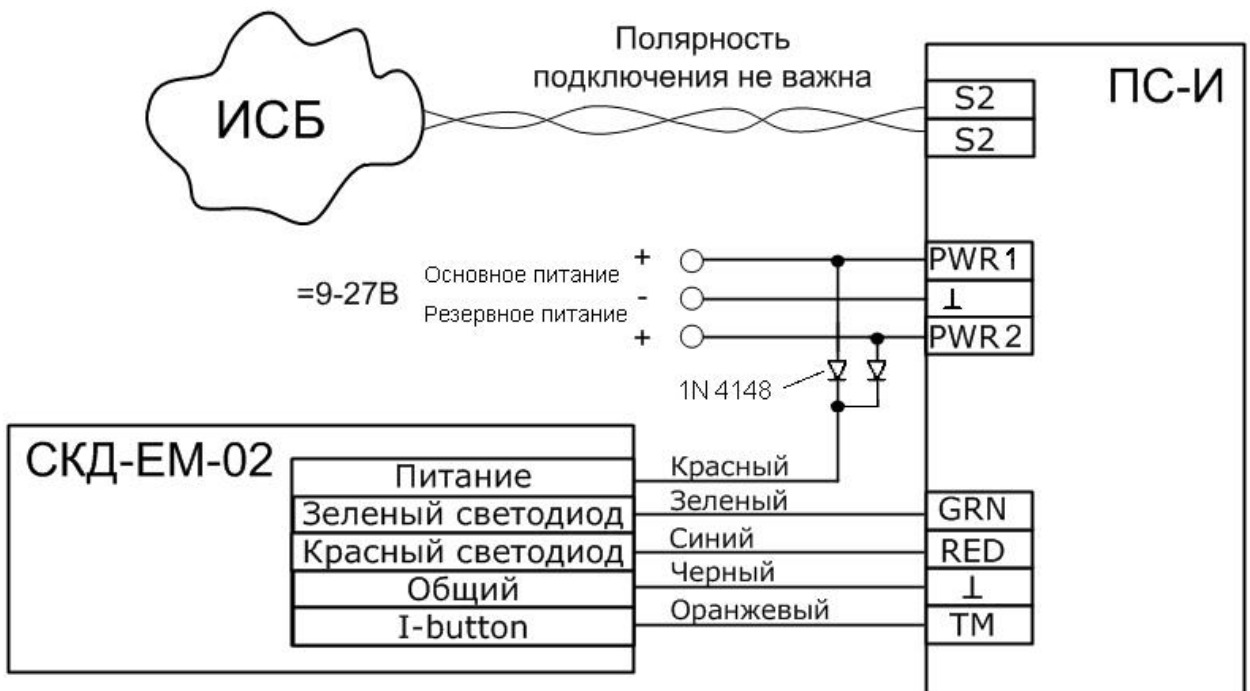 Полярность
подключения не важна
ПС-И
ИСБ
S2
S2
=9-27В
Основное питание
+
PWR1
-
⊥
Резервное питание
+
PWR2
1N 4148
СКД-ЕМ-02
Питание
Красный
Зеленый светодиод
Зеленый
GRN
Красный светодиод
Синий
RED
Общий
Черный
⊥
I-button
Оранжевый
TM